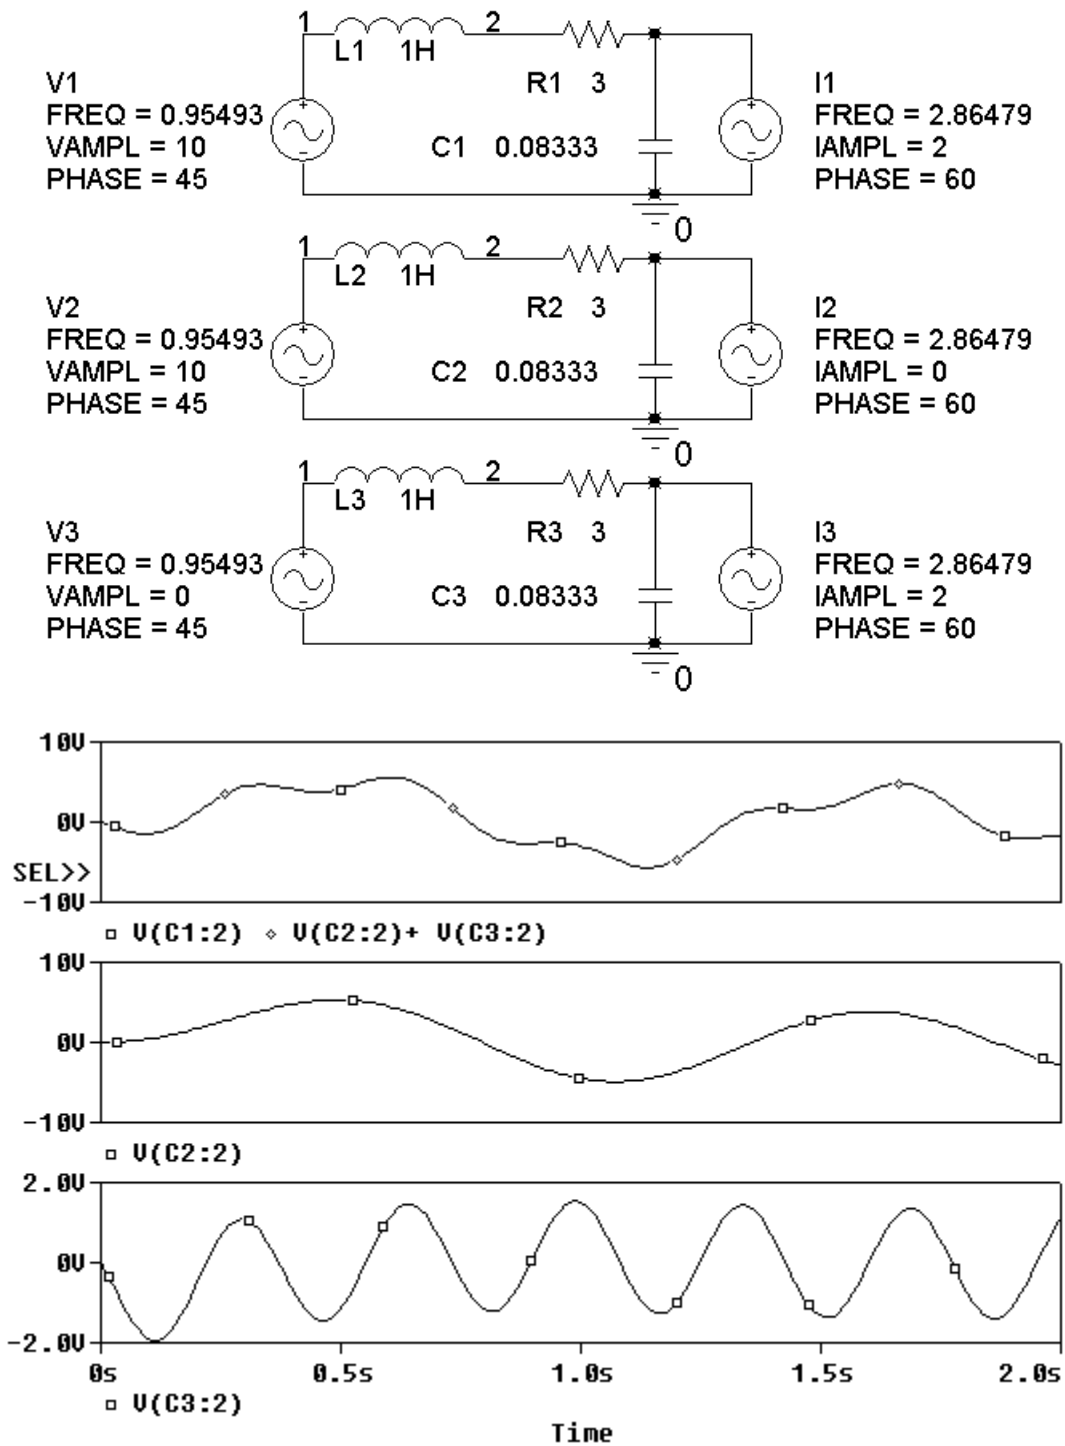 1 2
L1 1H
R1 3
V1
FREQ = 0.95493
VAMPL = 10
PHASE = 45
C1 0.08333
I1
FREQ = 2.86479
IAMPL = 2
PHASE = 60
0
1 2
L2 1H
R2 3
V2
FREQ = 0.95493
VAMPL = 10
PHASE = 45
C2 0.08333
I2
FREQ = 2.86479
IAMPL = 0
PHASE = 60
0
1 2
L3 1H
R3 3
V3
FREQ = 0.95493
VAMPL = 0
PHASE = 45
C3 0.08333
I3
FREQ = 2.86479
IAMPL = 2
PHASE = 60
0
10V
0V
SEL>>
-10V
V(C1:2) V(C2:2)+ V(C3:2)
10V
0V
-10V
V(C2:2)
2.0V
0V
-2.0V
0s 0.5s 1.0s 1.5s 2.0s
V(C3:2)
Time